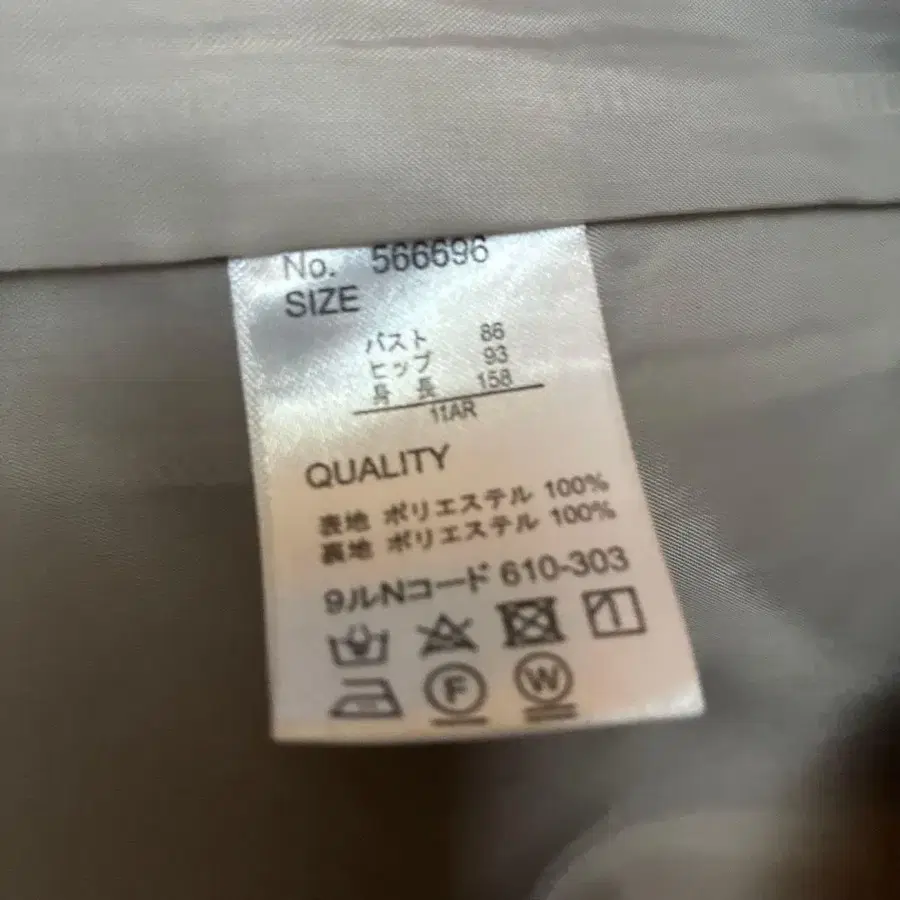 No. 566696
SIZE
バスト 86
ヒップ 93
身長 158
11AR
QUALITY
表地 ポリエステル 100%
裏地 ポリエステル 100%
9ルNコード 610-303
F W